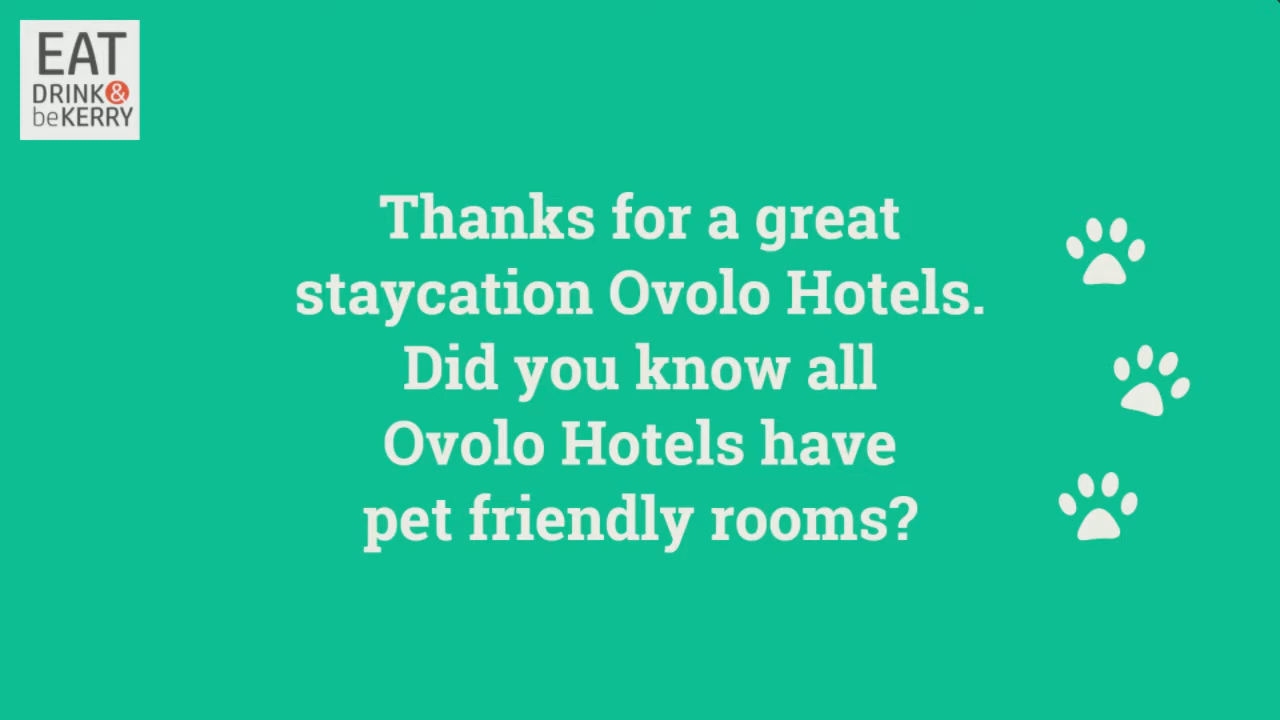 EAT
DRINK&
beKERRY
Thanks for a great
staycation Ovolo Hotels.
Did you know all
Ovolo Hotels have
pet friendly rooms?